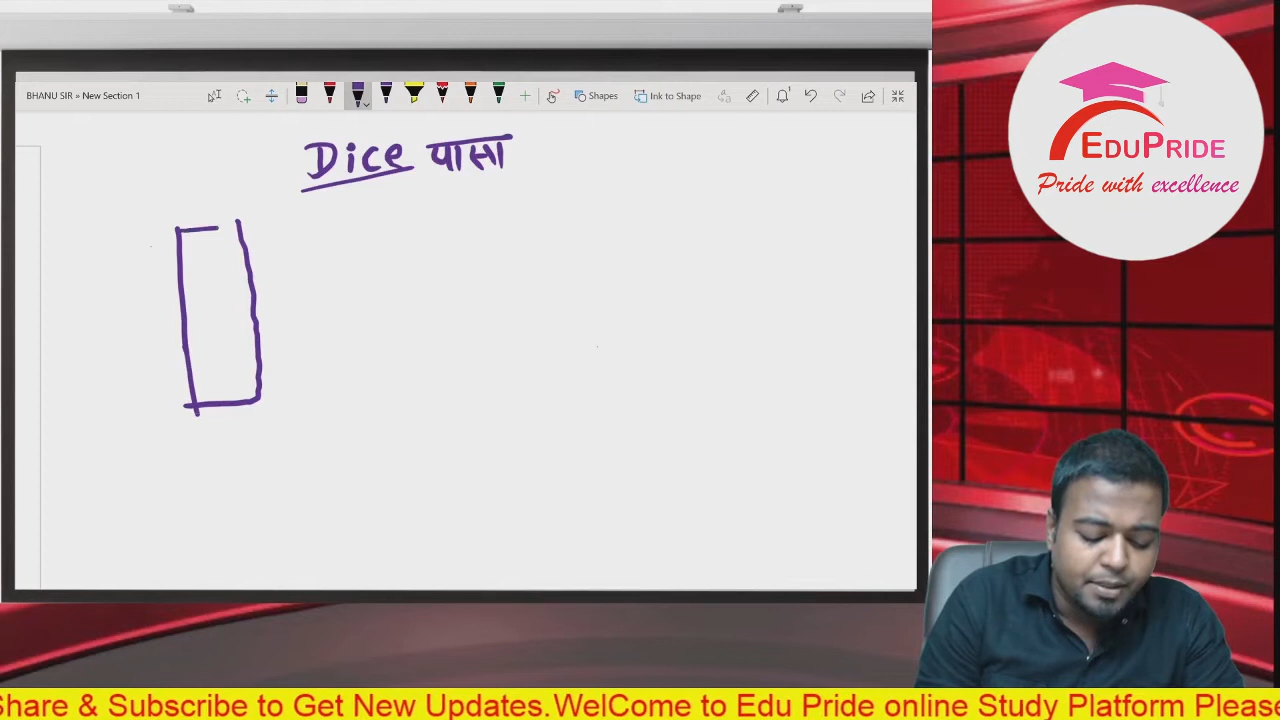 BHANU SIR » New Section 1
Shapes
Ink to Shape
Dice पासा
EDUPRIDE
Pride with excellence
Share & Subscribe to Get New Updates.WelCome to Edu Pride online Study Platform Please